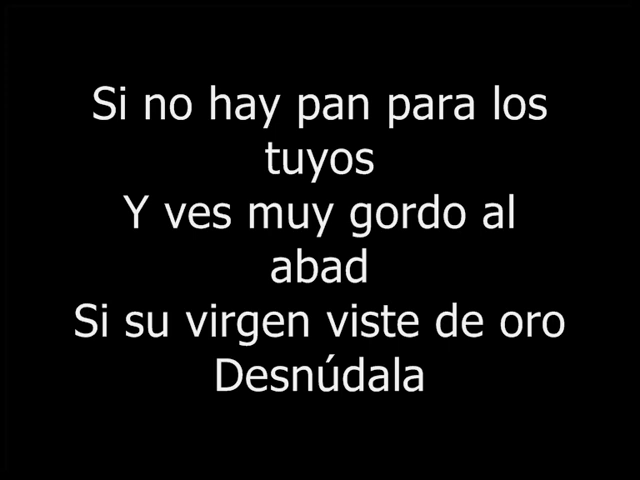 Si no hay pan para los
tuyos
Y ves muy gordo al
abad
Si su virgen viste de oro
Desnúdala